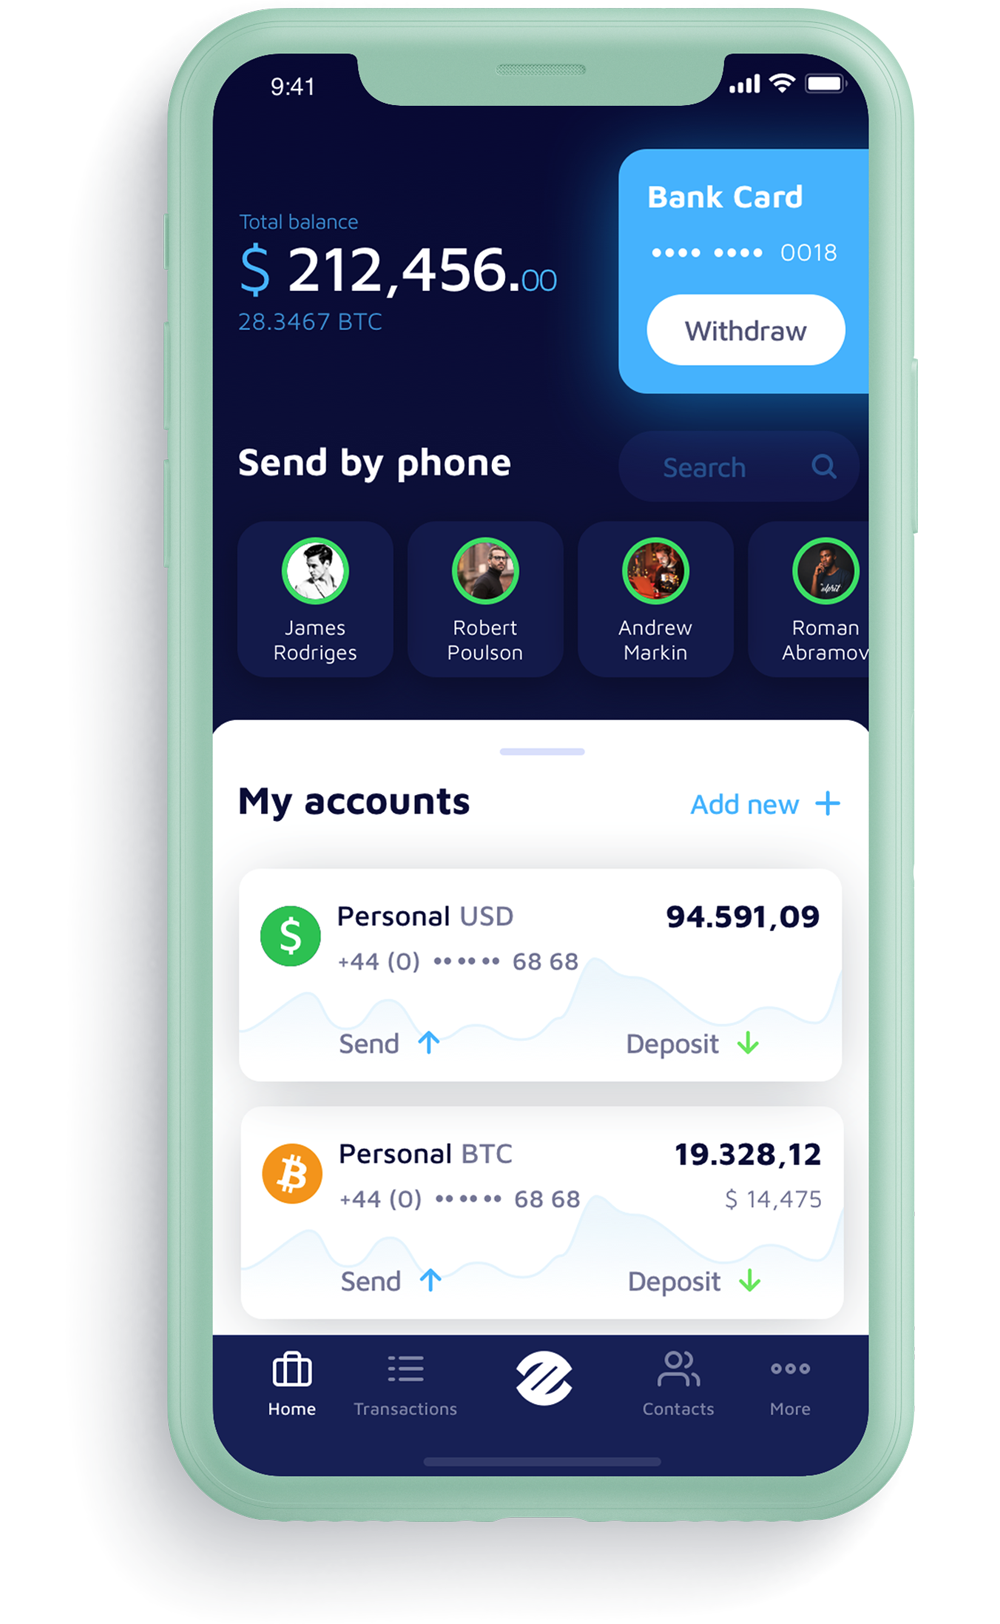 9:41
Total balance
$ 212,456.00
28.3467 BTC
Bank Card
•••• •••• 0018
Withdraw
Send by phone
Search
James
Rodriges
Robert
Poulson
Andrew
Markin
Roman
Abramov
My accounts
Add new +
Personal USD
94.591,09
+44 (0) •• •• •• 68 68
Send ↑
Deposit ↓
Personal BTC
19.328,12
+44 (0) •• •• •• 68 68
$ 14,475
Send ↑
Deposit ↓
Home
Transactions
Contacts
More